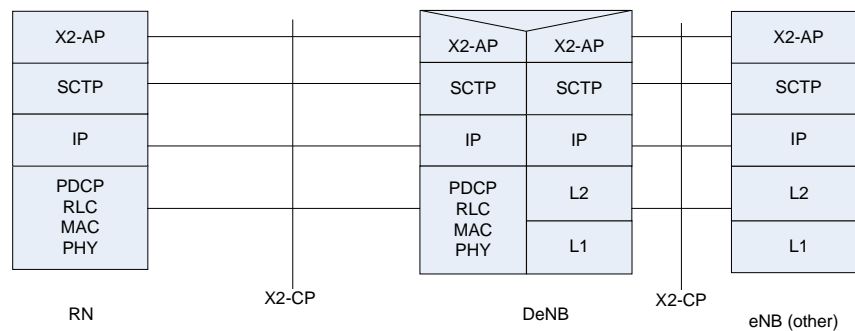 X2-AP
SCTP
IP
PDCP
RLC
MAC
PHY
RN
X2-CP
X2-AP X2-AP
SCTP SCTP
IP IP
PDCP
RLC
MAC
PHY
L2
L1
DeNB
X2-CP
X2-AP
SCTP
IP
L2
L1
eNB (other)